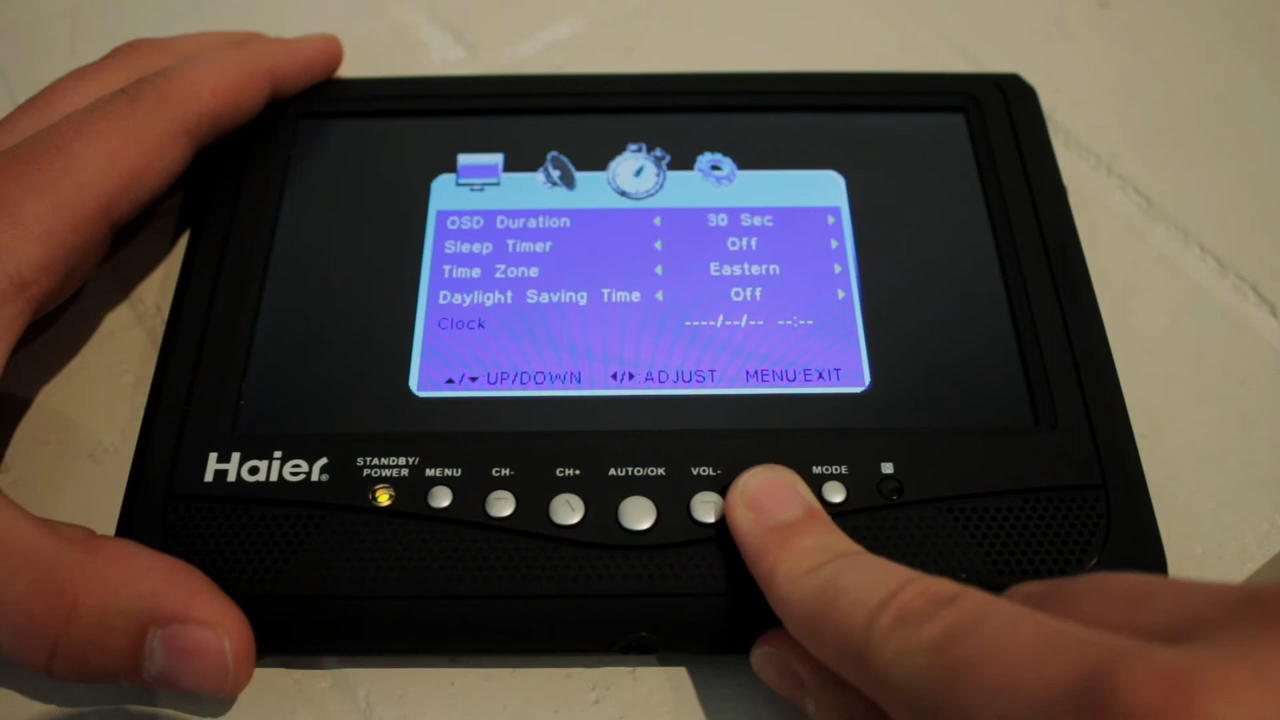 OSD Duration 30 Sec
Sleep Timer Off
Time Zone Eastern
Daylight Saving Time Off
Clock ----/--/-- --:--
▲/▼:UP/DOWN ◀/▶:ADJUST MENU:EXIT
Haier®
STANDBY/
POWER
MENU
CH-
CH+
AUTO/OK
VOL-
MODE